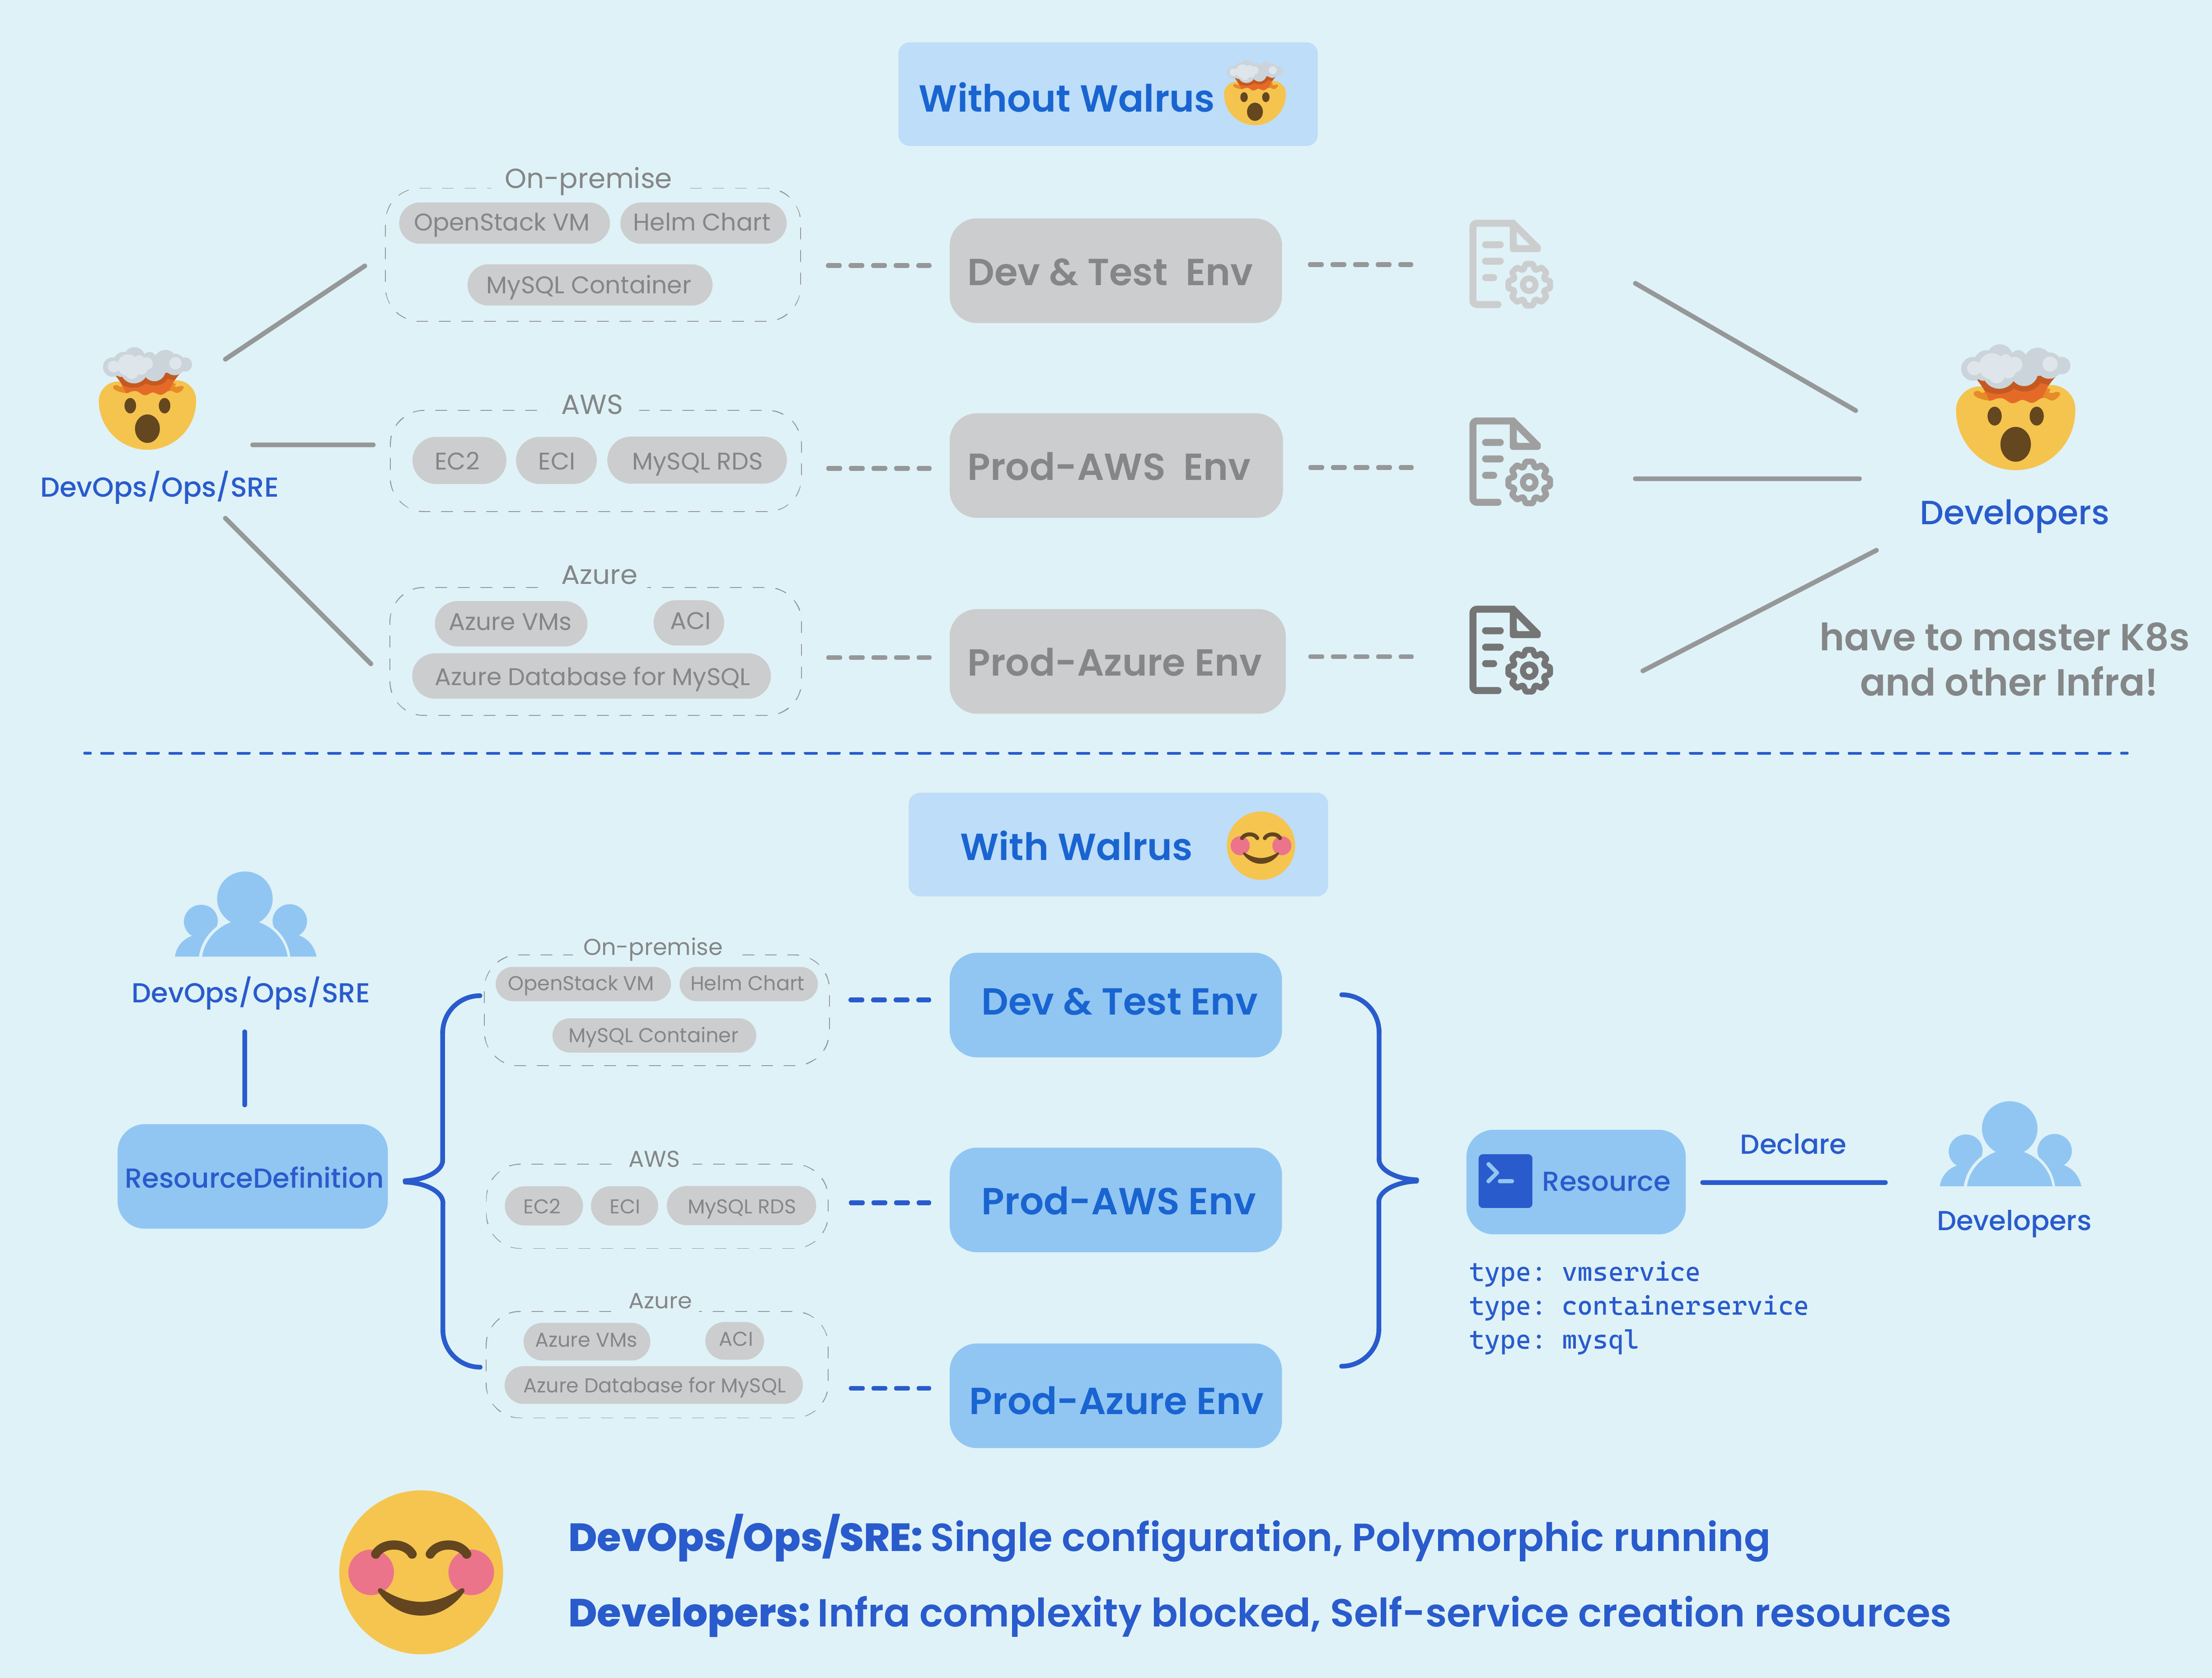 Without Walrus
On-premise
OpenStack VM
Helm Chart
MySQL Container
Dev & Test Env
AWS
EC2
ECI
MySQL RDS
Prod-AWS Env
DevOps/Ops/SRE
Developers
Azure
Azure VMs
ACI
Azure Database for MySQL
Prod-Azure Env
have to master K8s
and other Infra!
With Walrus
DevOps/Ops/SRE
ResourceDefinition
On-premise
OpenStack VM
Helm Chart
MySQL Container
Dev & Test Env
AWS
EC2
ECI
MySQL RDS
Prod-AWS Env
Azure
Azure VMs
ACI
Azure Database for MySQL
Prod-Azure Env
Resource
Declare
Developers
type: vmservice
type: containerservice
type: mysql
DevOps/Ops/SRE: Single configuration, Polymorphic running
Developers: Infra complexity blocked, Self-service creation resources